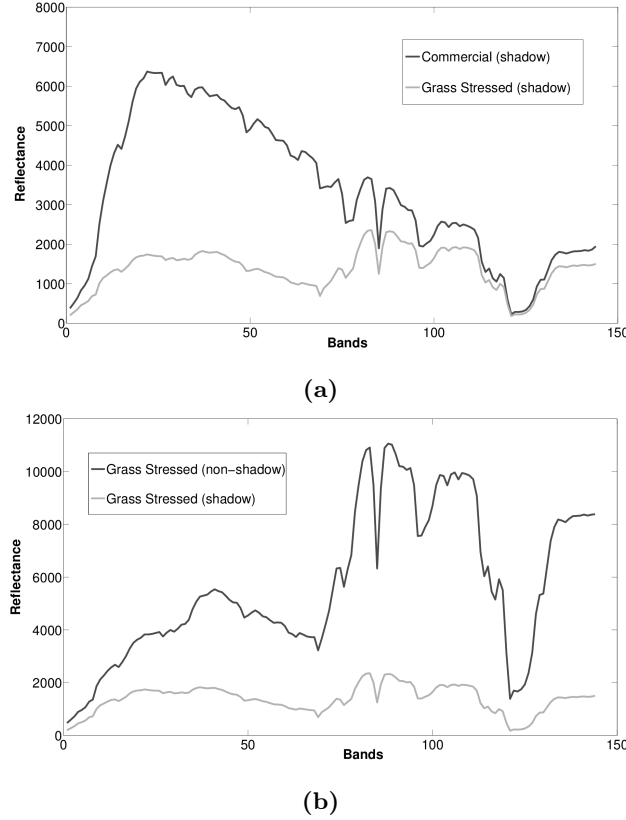 8000
7000
6000
5000
4000
3000
2000
1000
0
Reflectance
Commercial (shadow)
Grass Stressed (shadow)
0 50 100 150
Bands
(a)
12000
10000
8000
6000
4000
2000
0
Reflectance
Grass Stressed (non−shadow)
Grass Stressed (shadow)
0 50 100 150
Bands
(b)